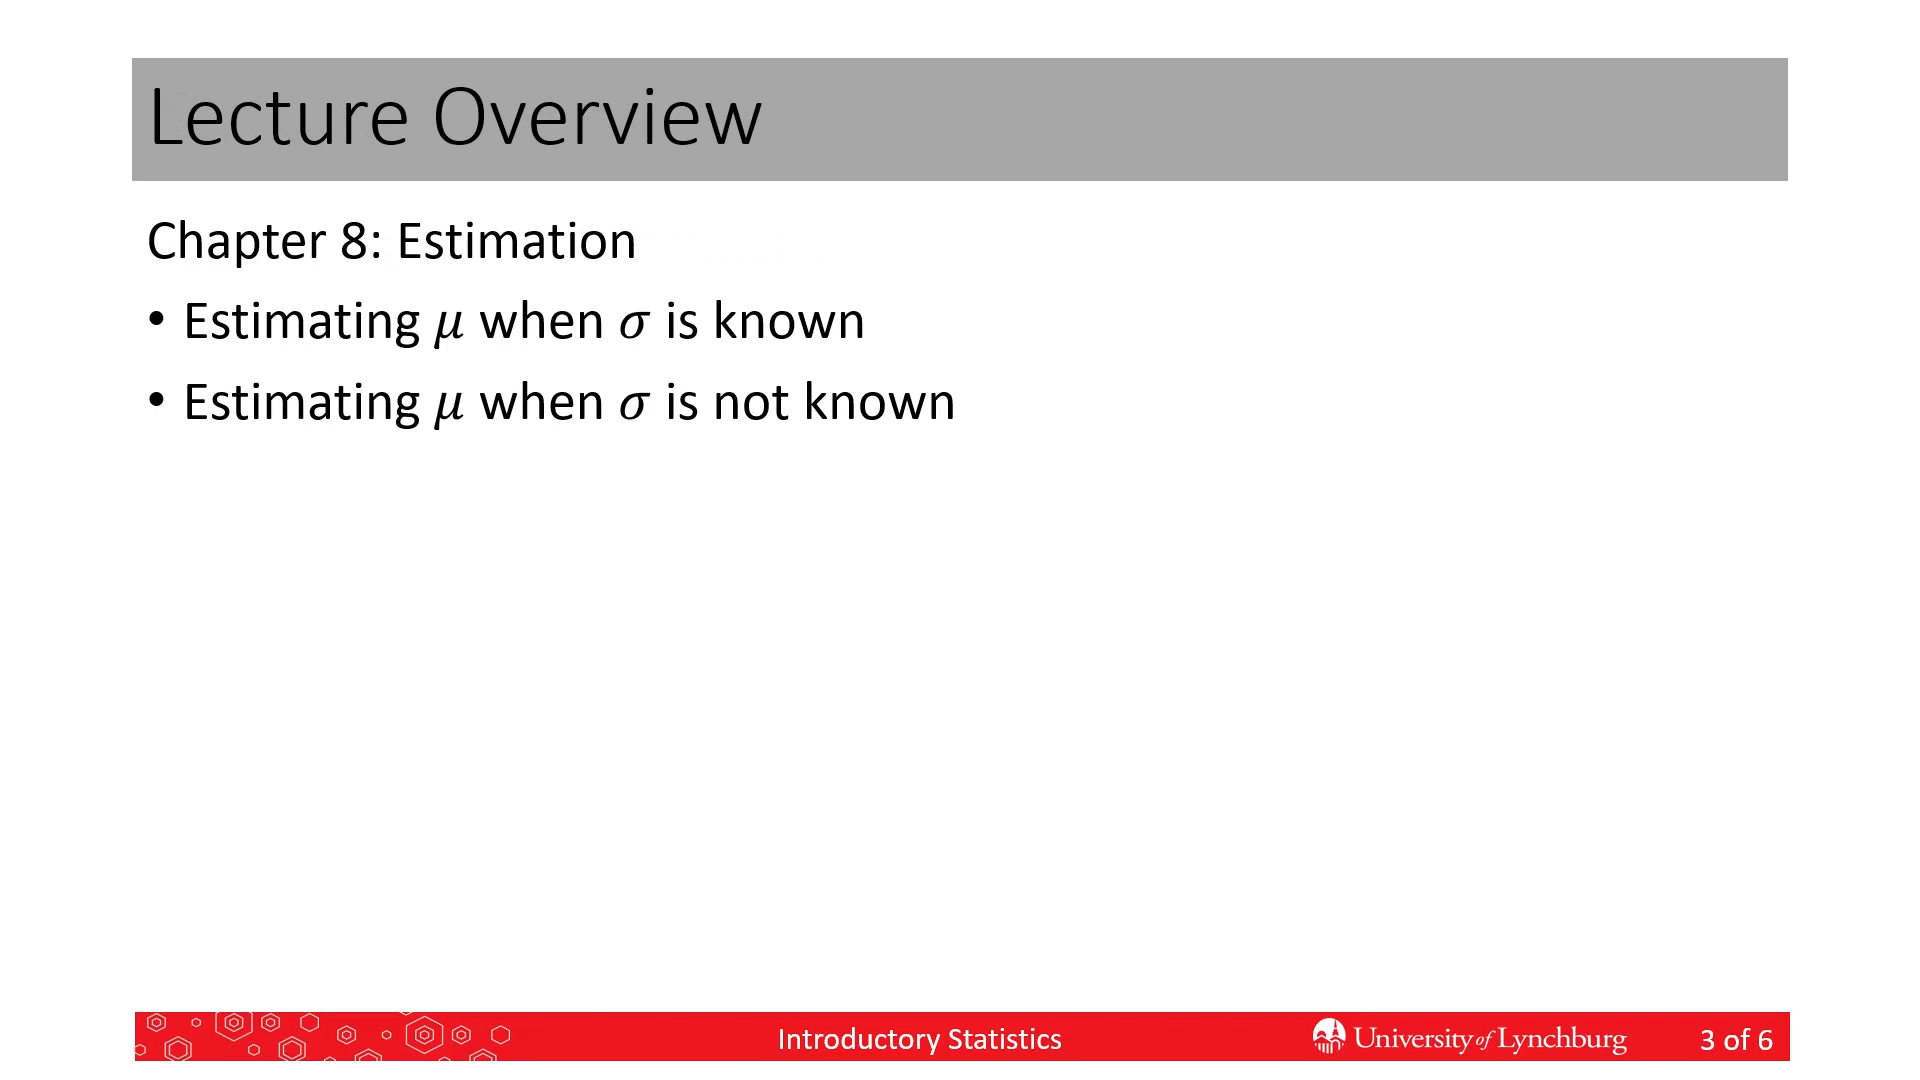 Lecture Overview
Chapter 8: Estimation
• Estimating 𝜇 when 𝜎 is known
• Estimating 𝜇 when 𝜎 is not known
Introductory Statistics
University of Lynchburg
3 of 6